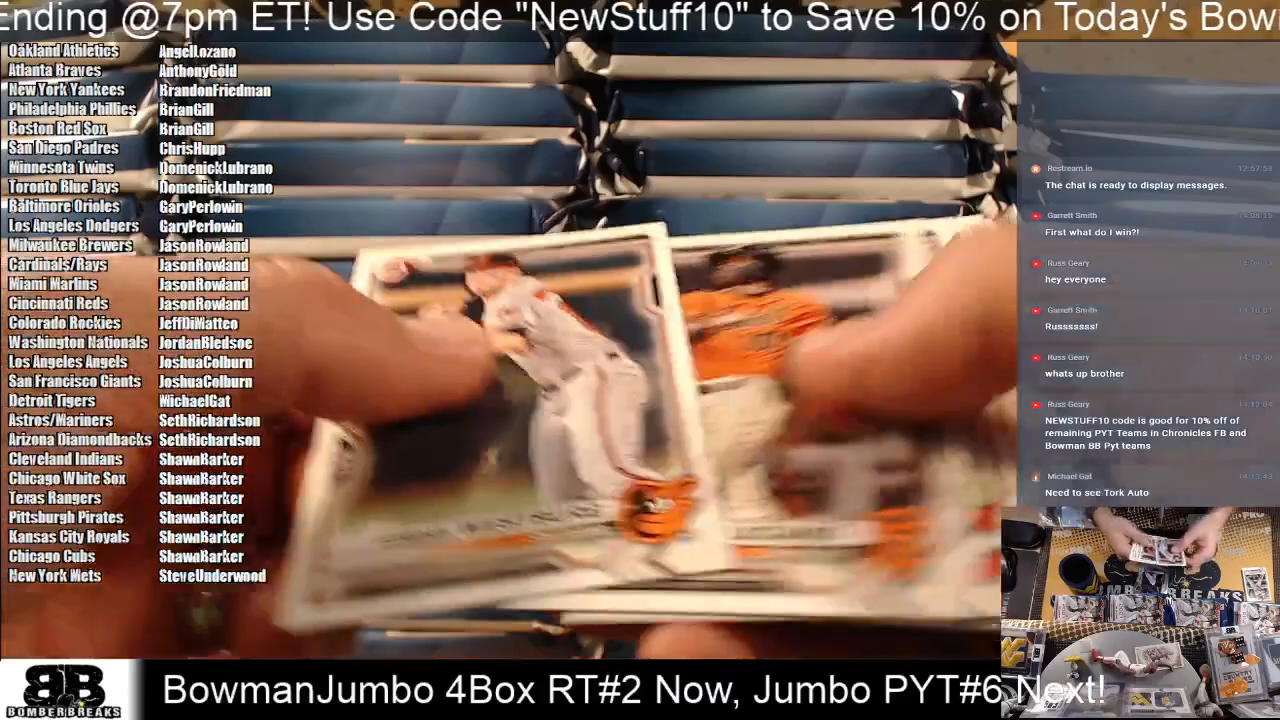 Ending @7pm ET! Use Code "NewStuff10" to Save 10% on Today's Bow
Oakland Athletics AngelLozano
Atlanta Braves AnthonyGold
New York Yankees BrandonFriedman
Philadelphia Phillies BrianGill
Boston Red Sox BrianGill
San Diego Padres ChrisHupp
Minnesota Twins DomenickLubrano
Toronto Blue Jays DomenickLubrano
Baltimore Orioles GaryPerlowin
Los Angeles Dodgers GaryPerlowin
Milwaukee Brewers JasonRowland
Cardinals/Rays JasonRowland
Miami Marlins JasonRowland
Cincinnati Reds JasonRowland
Colorado Rockies JeffDiMatteo
Washington Nationals JordanBledsoe
Los Angeles Angels JoshuaColburn
San Francisco Giants JoshuaColburn
Detroit Tigers MichaelGat
Astros/Mariners SethRichardson
Arizona Diamondbacks SethRichardson
Cleveland Indians ShawnBarker
Chicago White Sox ShawnBarker
Texas Rangers ShawnBarker
Pittsburgh Pirates ShawnBarker
Kansas City Royals ShawnBarker
Chicago Cubs ShawnBarker
New York Mets SteveUnderwood
Restream.io 12:57:53
The chat is ready to display messages.
Garrett Smith
First what do I win?!
Russ Geary
hey everyone
Garrett Smith
Russsssss!
Russ Geary
whats up brother
Russ Geary
NEWSTUFF10 code is good for 10% off of
remaining PYT Teams in Chronicles FB and
Bowman BB Pyt teams
Michael Gat
Need to see Tork Auto
BB
BOMBERBREAKS
BowmanJumbo 4Box RT#2 Now, Jumbo PYT#6 Next!